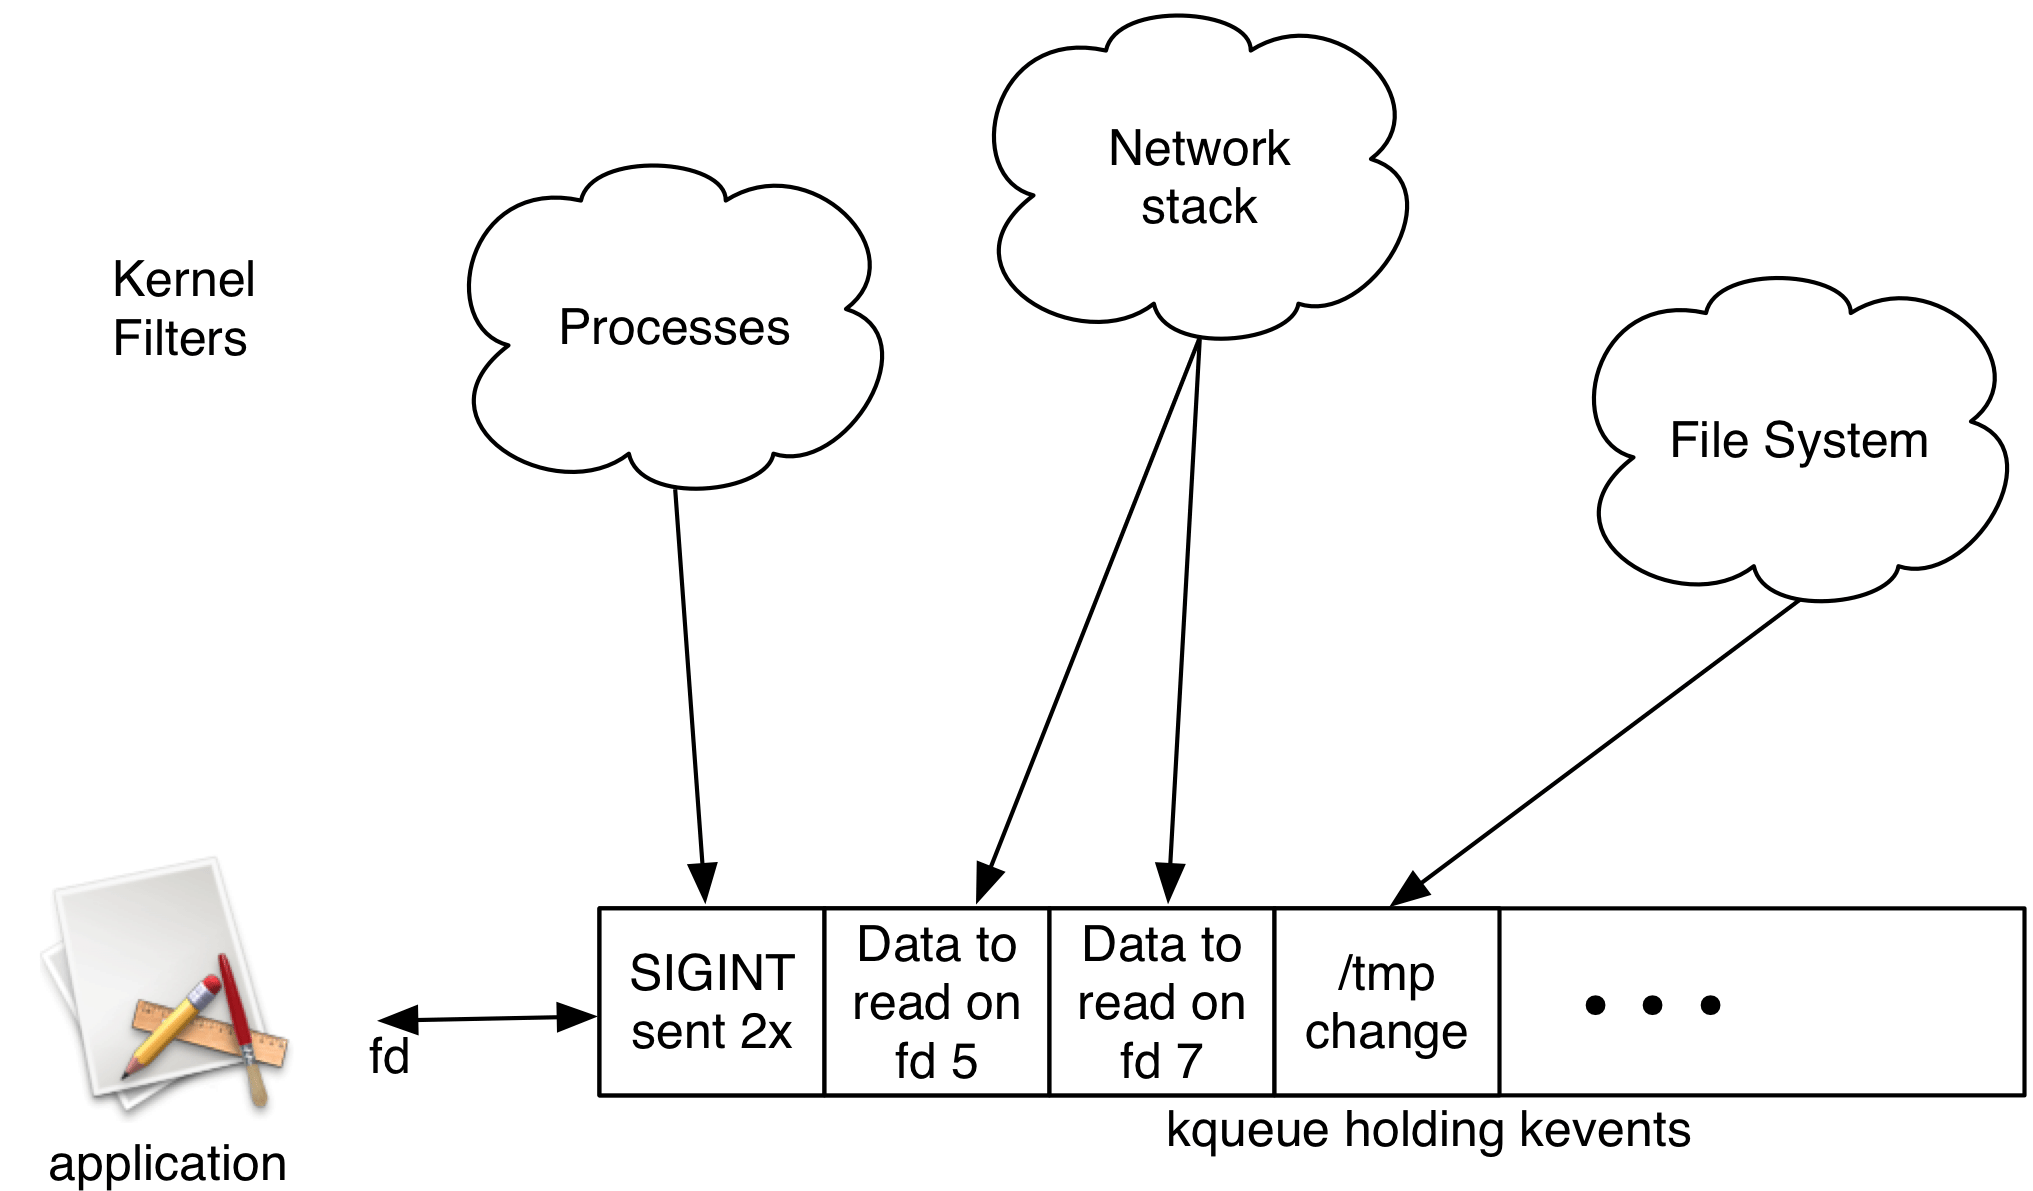 Network
stack
Kernel
Filters
Processes
File System
SIGINT
sent 2x
Data to
read on
fd 5
Data to
read on
fd 7
/tmp
change
• • •
fd
kqueue holding kevents
application